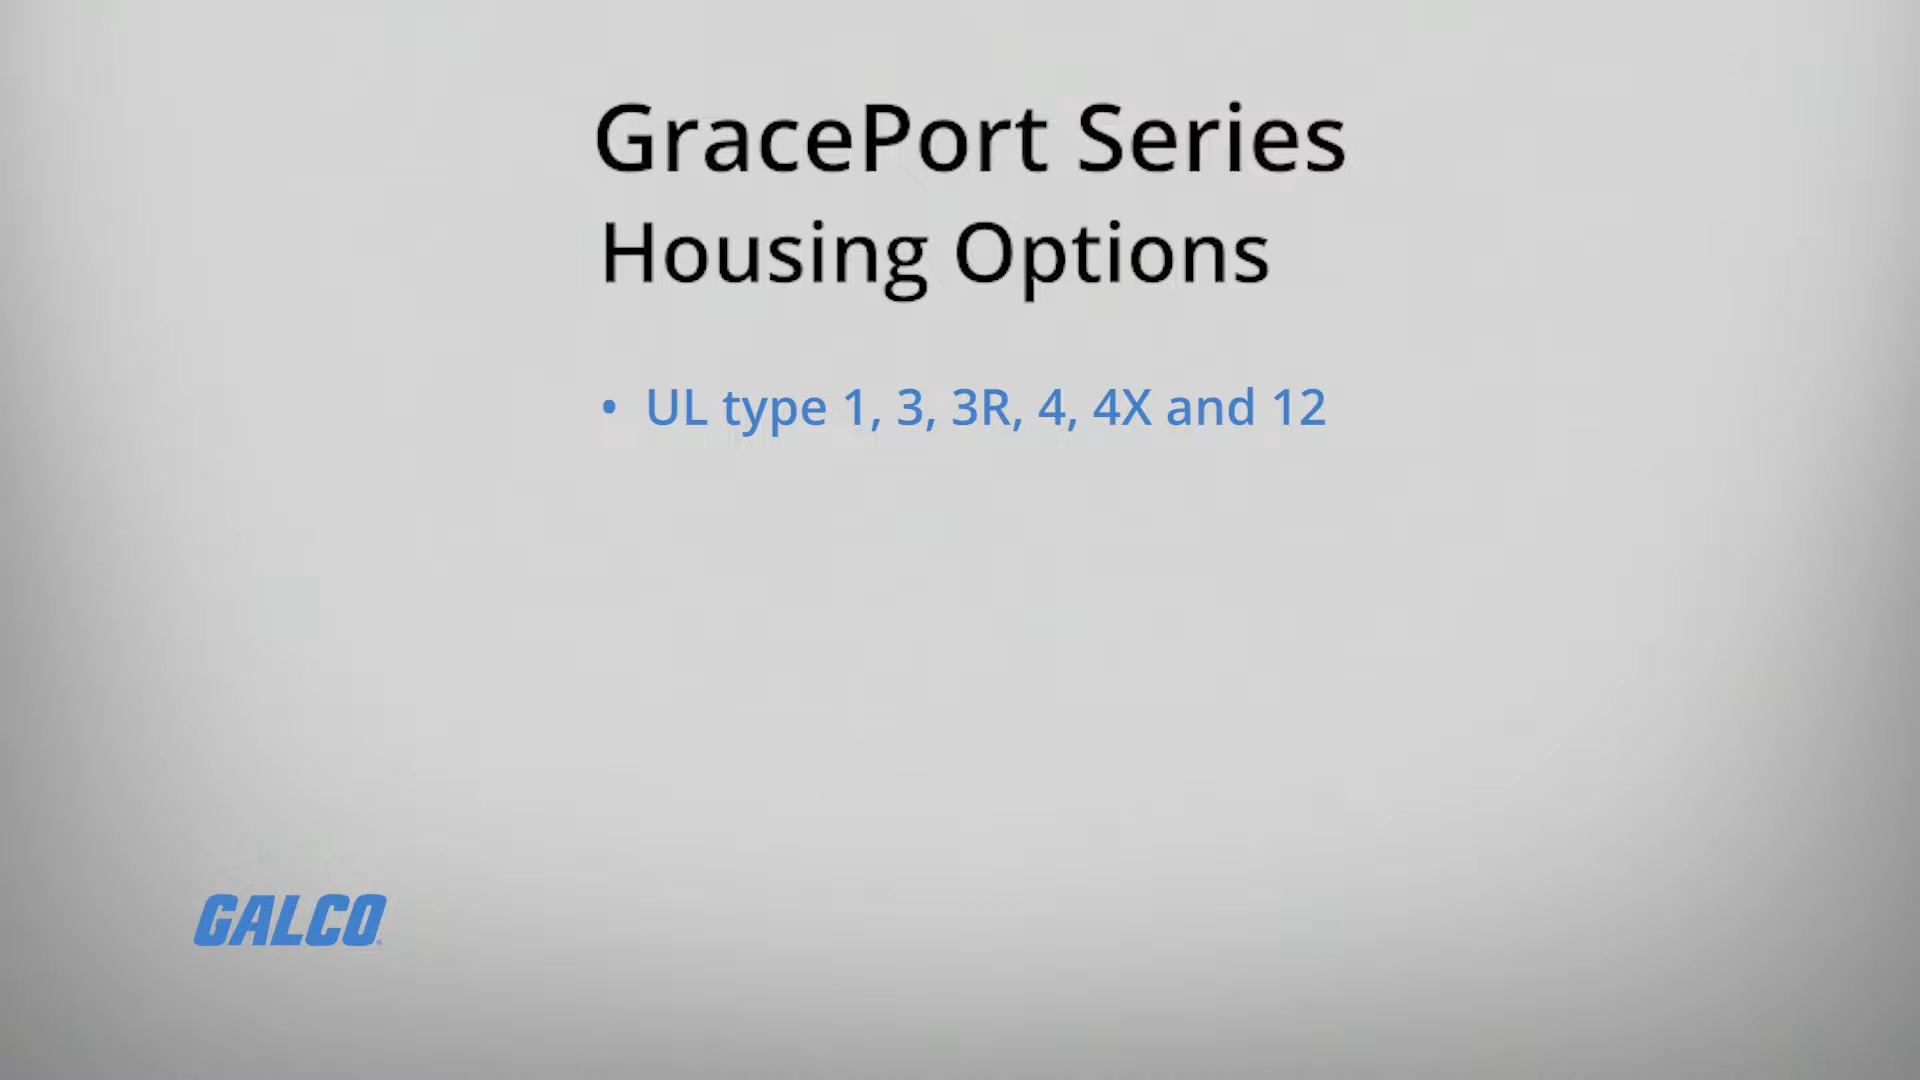 GracePort Series
Housing Options
• UL type 1, 3, 3R, 4, 4X and 12
GALCO